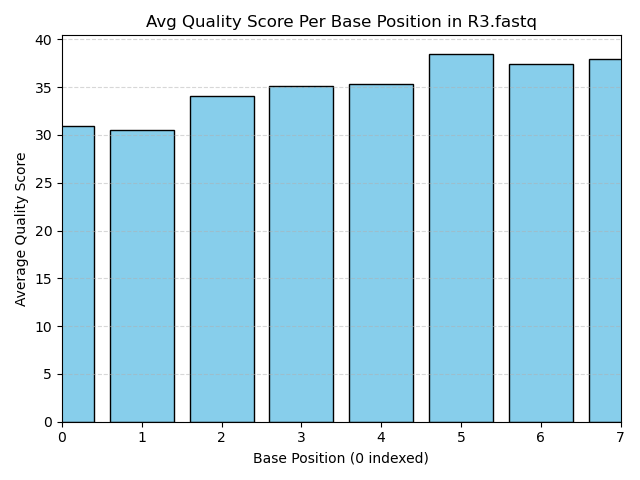 Avg Quality Score Per Base Position in R3.fastq
40
35
30
25
20
15
10
5
0
Average Quality Score
0 1 2 3 4 5 6 7
Base Position (0 indexed)